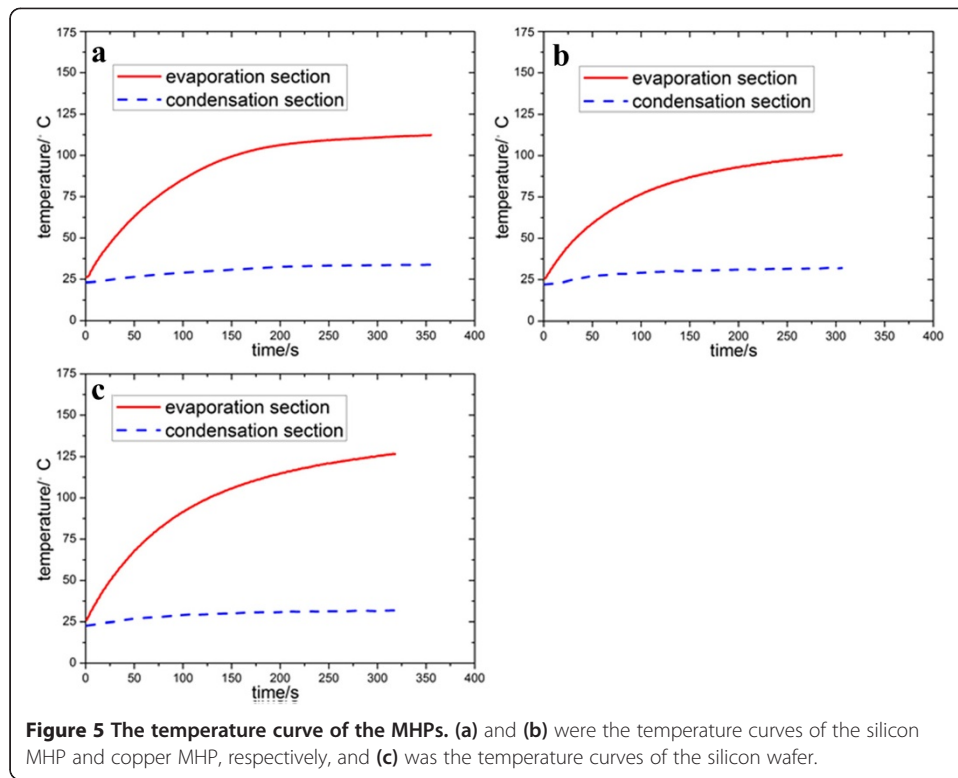 a
175
150
125
100
75
50
25
0
temperature/° C
evaporation section
condensation section
0 50 100 150 200 250 300 350 400
time/s
b
175
150
125
100
75
50
25
0
temperature/° C
evaporation section
condensation section
0 50 100 150 200 250 300 350 400
time/s
c
175
150
125
100
75
50
25
0
temperature/° C
evaporation section
condensation section
0 50 100 150 200 250 300 350 400
time/s
Figure 5 The temperature curve of the MHPs. (a) and (b) were the temperature curves of the silicon
MHP and copper MHP, respectively, and (c) was the temperature curves of the silicon wafer.